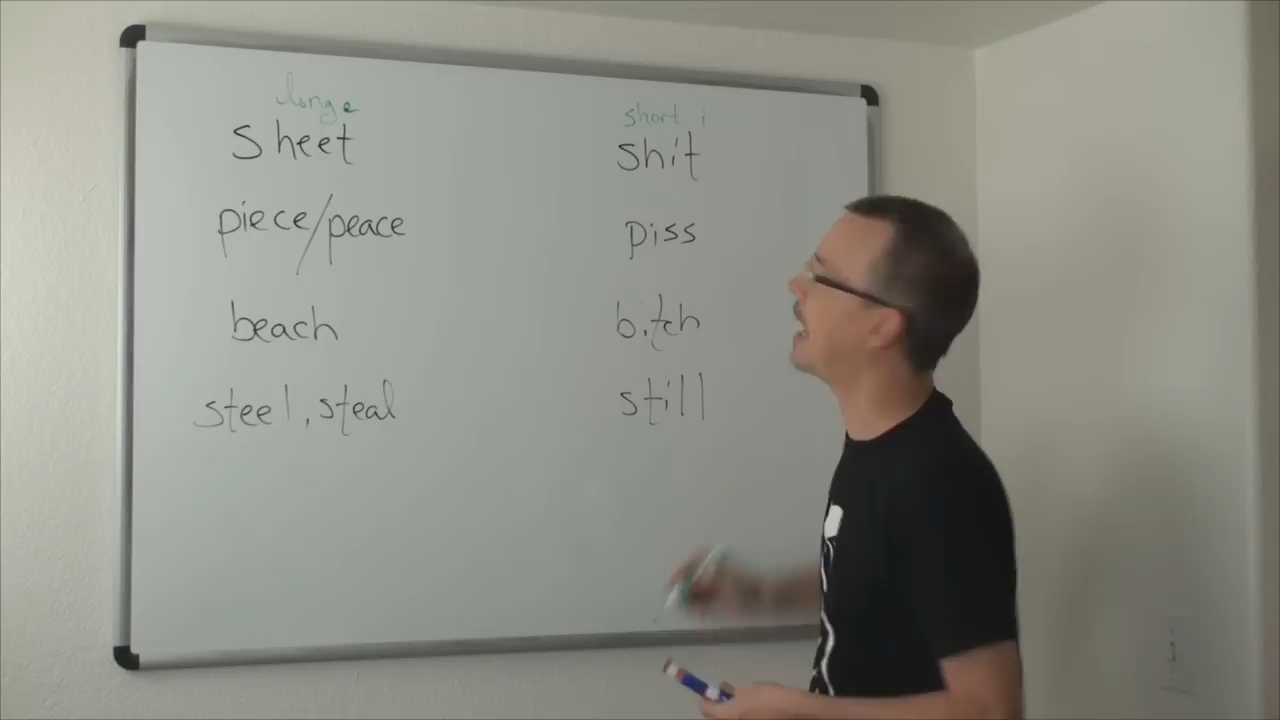 long e
short i
sheet
shit
piece/peace
piss
beach
bitch
steel, steal
still